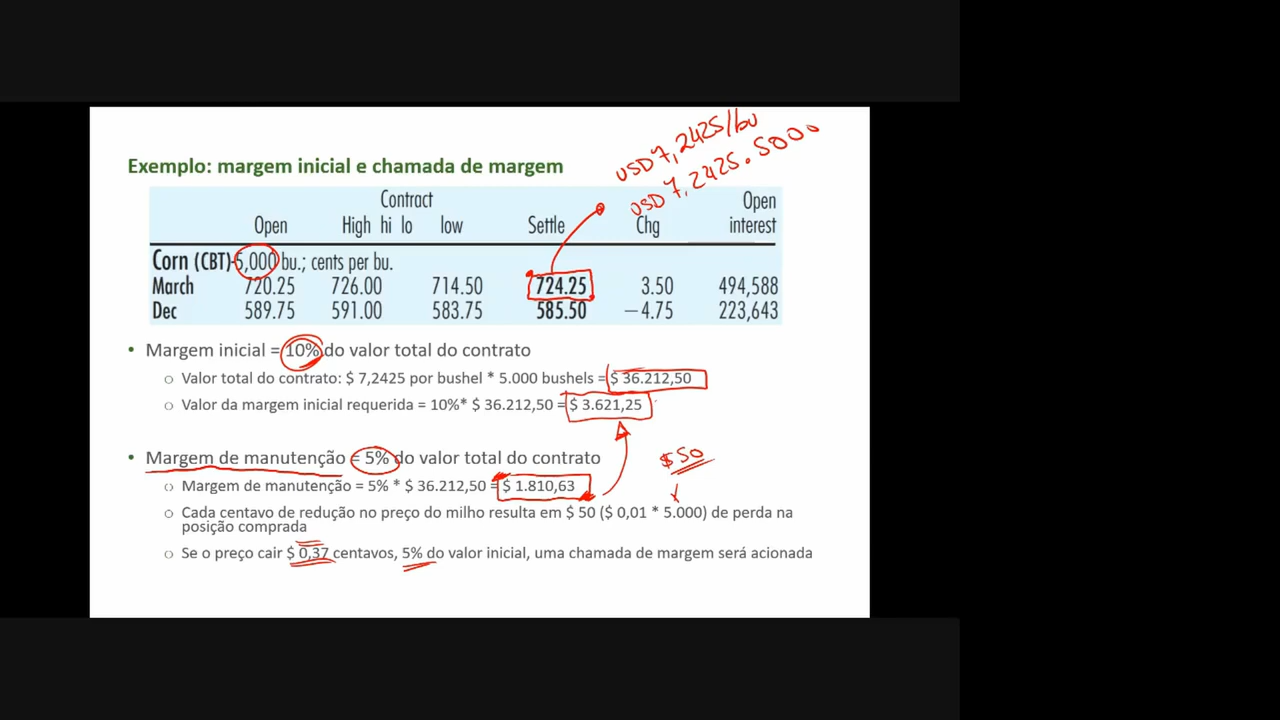 USD 7,2425/bu
USD 7,2425 . 5000
Exemplo: margem inicial e chamada de margem
Contract Open
Open High hi lo low Settle Chg interest
Corn (CBT)-5,000 bu.; cents per bu.
March 720.25 726.00 714.50 724.25 3.50 494,588
Dec 589.75 591.00 583.75 585.50 −4.75 223,643
• Margem inicial = 10% do valor total do contrato
o Valor total do contrato: $ 7,2425 por bushel * 5.000 bushels = $ 36.212,50
o Valor da margem inicial requerida = 10%* $ 36.212,50 = $ 3.621,25
• Margem de manutenção = 5% do valor total do contrato
$50
o Margem de manutenção = 5% * $ 36.212,50 = $ 1.810,63
o Cada centavo de redução no preço do milho resulta em $ 50 ($ 0,01 * 5.000) de perda na
posição comprada
o Se o preço cair $ 0,37 centavos, 5% do valor inicial, uma chamada de margem será acionada